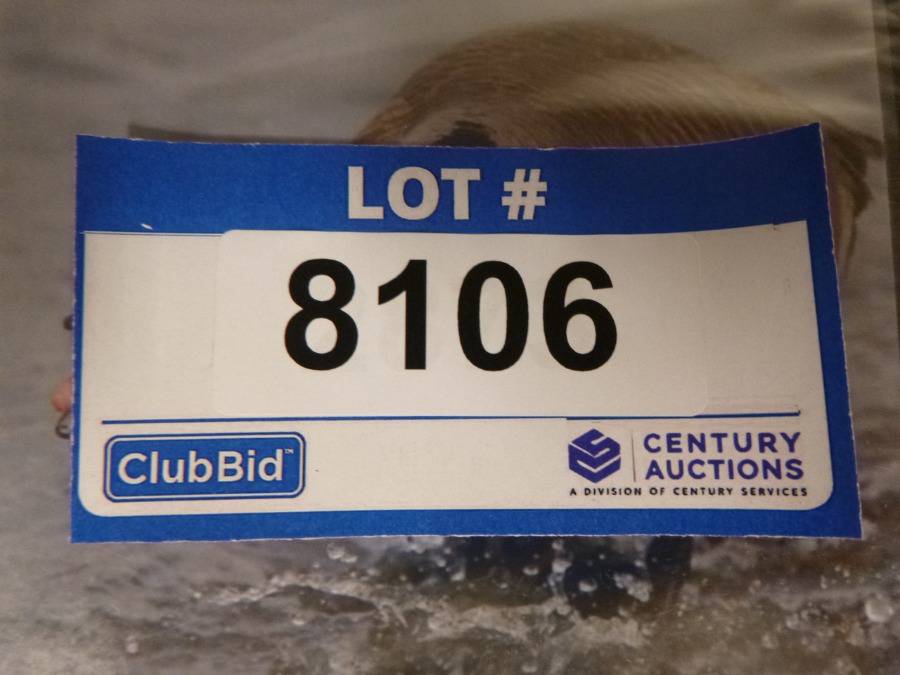 LOT #
8106
ClubBid™
CENTURY
AUCTIONS
A DIVISION OF CENTURY SERVICES